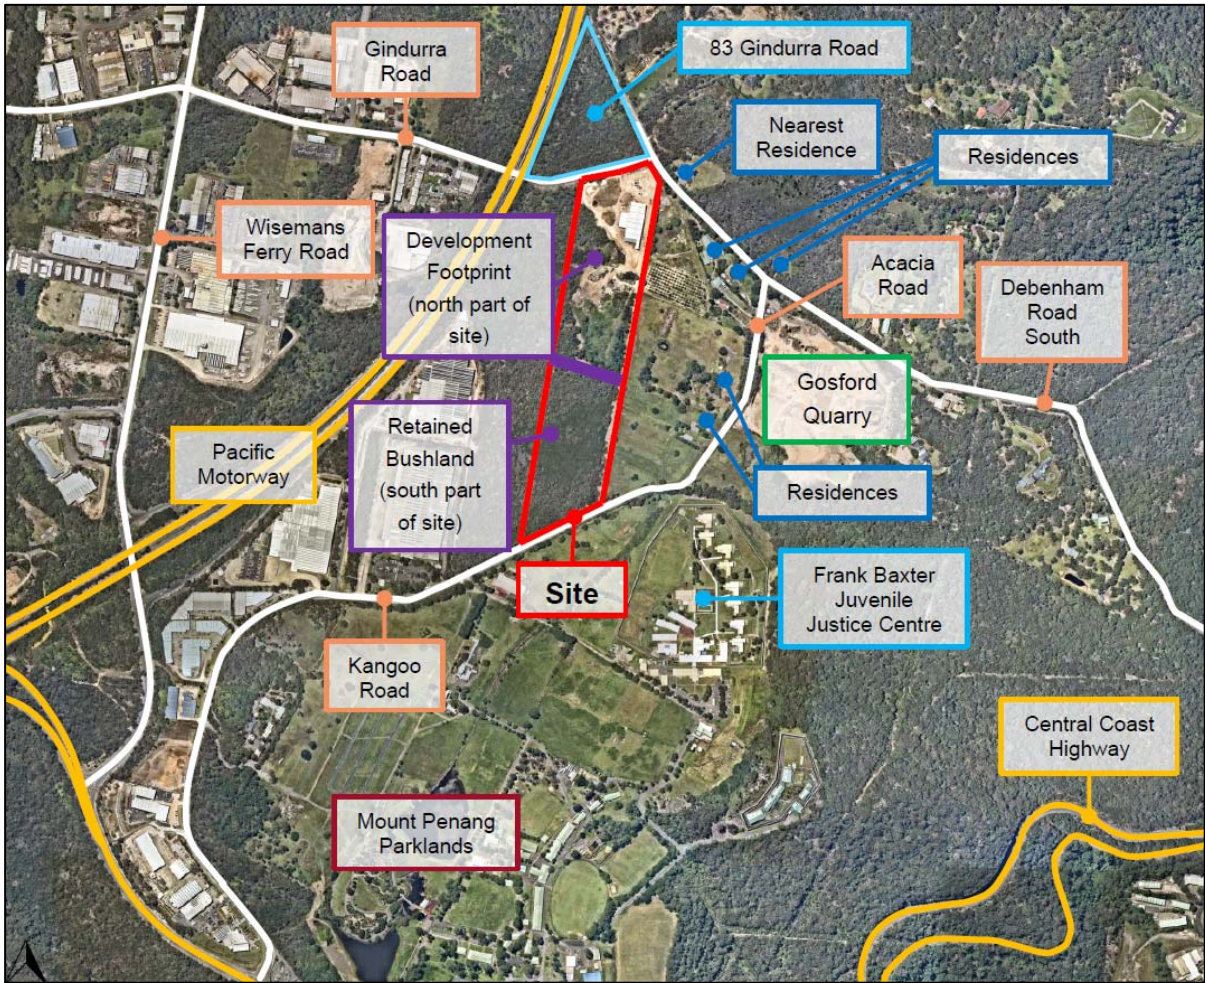 Gindurra
Road
83 Gindurra Road
Nearest
Residence
Residences
Wisemans
Ferry Road
Development
Footprint
(north part of
site)
Acacia
Road
Debenham
Road
South
Gosford
Quarry
Pacific
Motorway
Retained
Bushland
(south part
of site)
Residences
Site
Frank Baxter
Juvenile
Justice Centre
Kangoo
Road
Central Coast
Highway
Mount Penang
Parklands